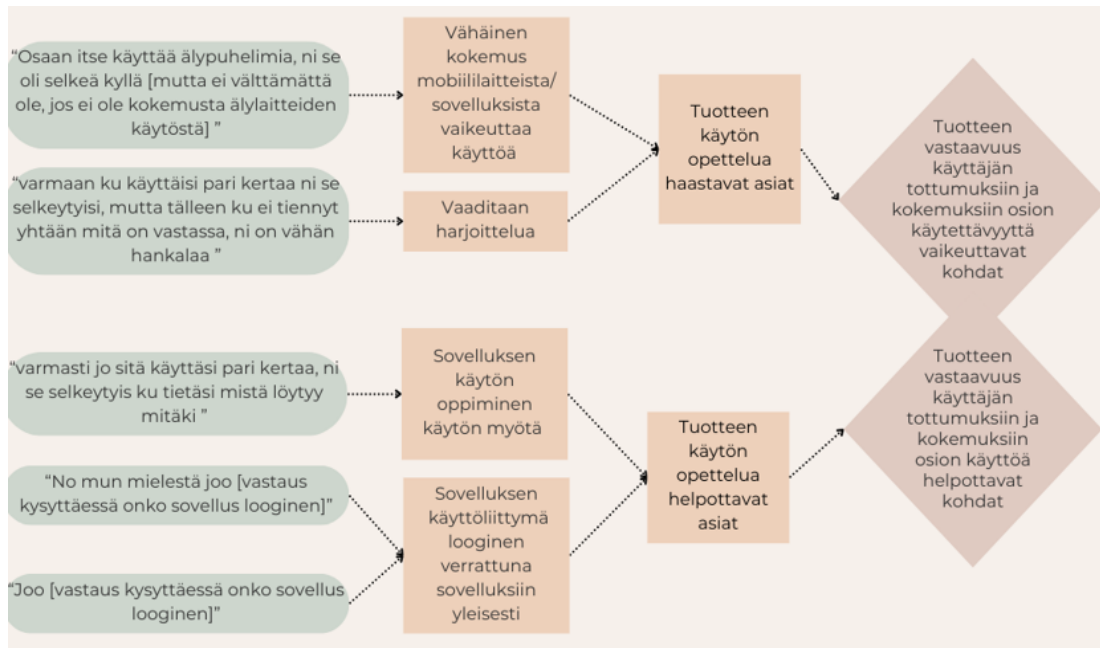 “Osaan itse käyttää älypuhelimia, ni se
oli selkeä kyllä [mutta ei välttämättä
ole, jos ei ole kokemusta älylaitteiden
käytöstä] ”
Vähäinen
kokemus
mobiililaitteista/
sovelluksista
vaikeuttaa
käyttöä
“varmaan ku käyttäisi pari kertaa ni se
selkeytyisi, mutta tälleen ku ei tiennyt
yhtään mitä on vastassa, ni on vähän
hankalaa ”
Vaaditaan
harjoittelua
Tuotteen
käytön
opettelua
haastavat asiat
Tuotteen
vastaavuus
käyttäjän
tottumuksiin ja
kokemuksiin osion
käytettävyyttä
vaikeuttavat
kohdat
“varmasti jo sitä käyttäsi pari kertaa, ni
se selkeytyis ku tietäsi mistä löytyy
mitäki ”
Sovelluksen
käytön
oppiminen
käytön myötä
“No mun mielestä joo [vastaus
kysyttäessä onko sovellus looginen]”
“Joo [vastaus kysyttäessä onko sovellus
looginen]”
Sovelluksen
käyttöliittymä
looginen
verrattuna
sovelluksiin
yleisesti
Tuotteen
käytön
opettelua
helpottavat
asiat
Tuotteen
vastaavuus
käyttäjän
tottumuksiin ja
kokemuksiin
osion käyttöä
helpottavat
kohdat